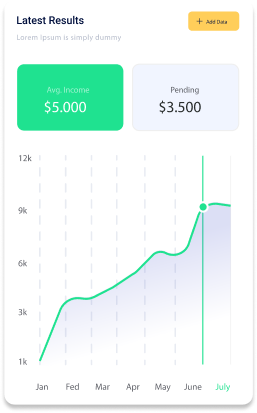 Latest Results
+ Add Data
Lorem Ipsum is simply dummy
Avg. Income
$5.000
Pending
$3.500
12k
9k
6k
3k
1k
Jan Fed Mar Apr May June July